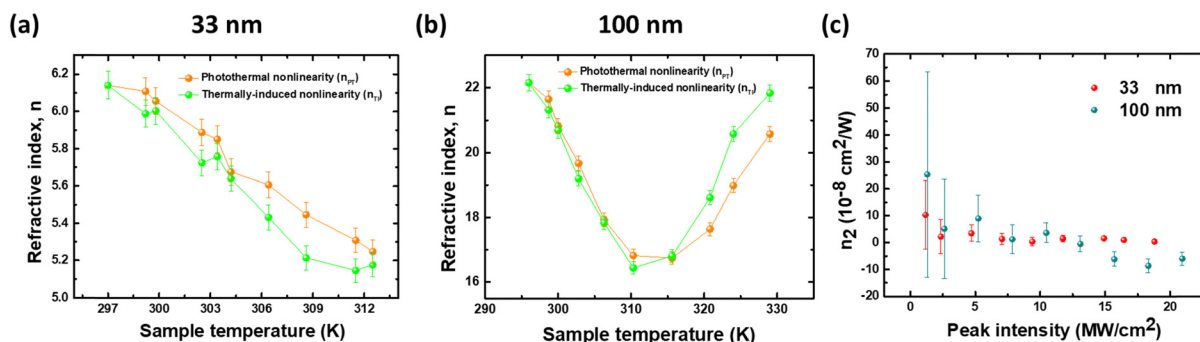 (a) 33 nm
Refractive index, n
6.2
6.0
5.8
5.6
5.4
5.2
5.0
Photothermal nonlinearity (nPT)
Thermally-induced nonlinearity (nTI)
297 300 303 306 309 312
Sample temperature (K)
(b) 100 nm
Refractive index, n
22
20
18
16
Photothermal nonlinearity (nPT)
Thermally-induced nonlinearity (nTI)
290 300 310 320 330
Sample temperature (K)
(c)
n2 (10-8 cm2/W)
70
60
50
40
30
20
10
0
-10
-20
33 nm
100 nm
0 5 10 15 20
Peak intensity (MW/cm2)